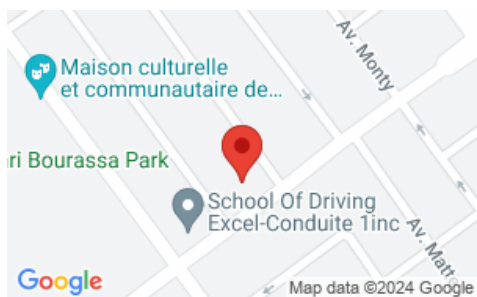 Av. Monty
Maison culturelle
et communautaire de...
ri Bourassa Park
School Of Driving
Excel-Conduite 1inc
Av. Matto
Google
Map data ©2024 Google